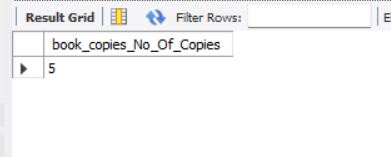 Result Grid Filter Rows: E
book_copies_No_Of_Copies
5